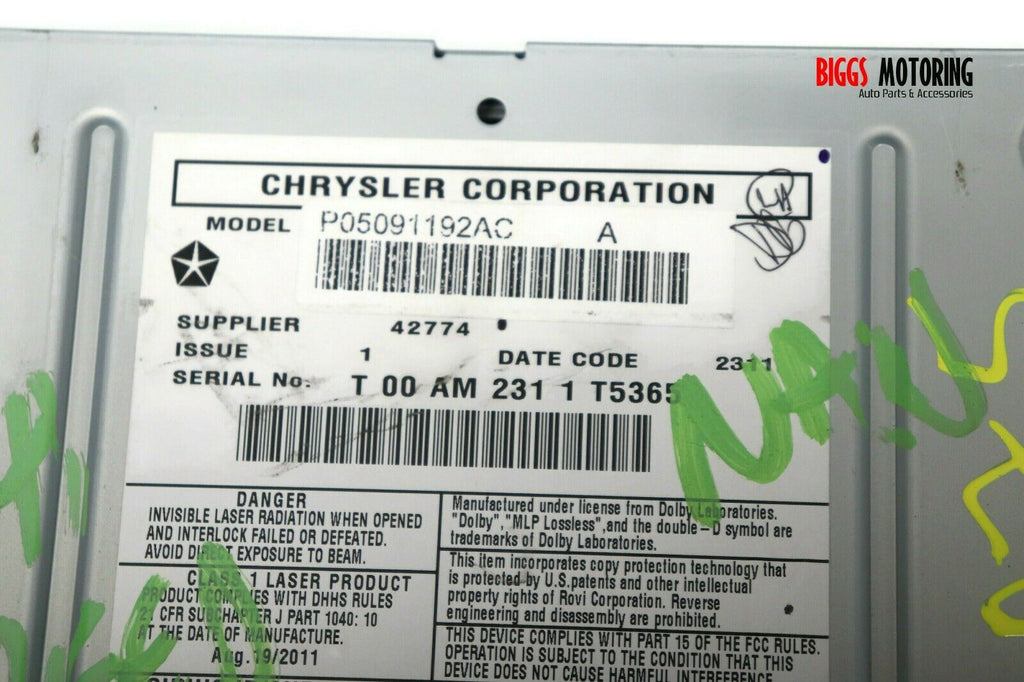 BIGGS MOTORING
Auto Parts & Accessories
CHRYSLER CORPORATION
MODEL P05091192AC A
SUPPLIER 42774
ISSUE 1 DATE CODE 2311
SERIAL No. T 00 AM 231 1 T5365
NAV
DANGER
INVISIBLE LASER RADIATION WHEN OPENED
AND INTERLOCK FAILED OR DEFEATED.
AVOID DIRECT EXPOSURE TO BEAM.
CLASS 1 LASER PRODUCT
PRODUCT COMPLIES WITH DHHS RULES
21 CFR SUBCHAPTER J PART 1040: 10
AT THE DATE OF MANUFACTURE.
Aug.19/2011
Manufactured under license from Dolby Laboratories.
"Dolby","MLP Lossless",and the double-D symbol are
trademarks of Dolby Laboratories.
This item incorporates copy protection technology that
is protected by U.S.patents and other intellectual
property rights of Rovi Corporation. Reverse
engineering and disassembly are prohibited.
THIS DEVICE COMPLIES WITH PART 15 OF THE FCC RULES.
OPERATION IS SUBJECT TO THE CONDITION THAT THIS
DEVICE DOES NOT CAUSE HARMFUL INTERFERENCE